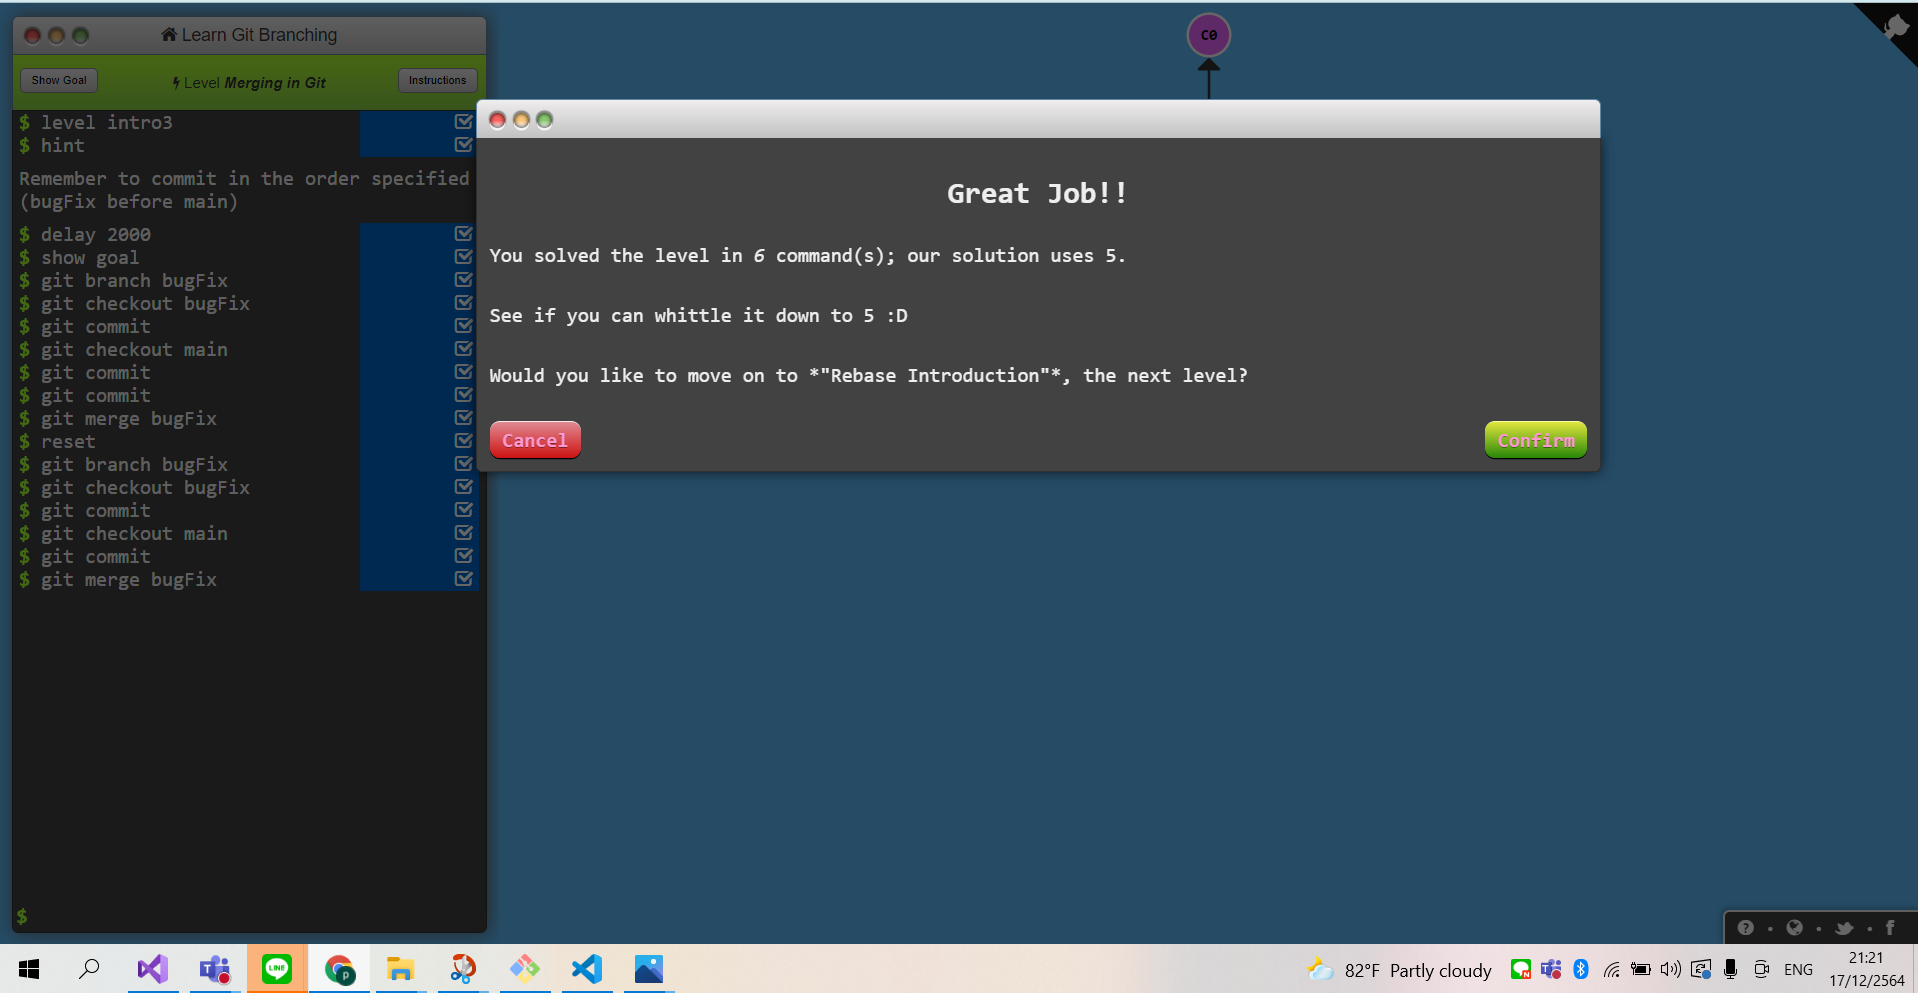 Learn Git Branching
Show Goal
Level Merging in Git
Instructions
$ level intro3
$ hint
Remember to commit in the order specified
(bugFix before main)
$ delay 2000
$ show goal
$ git branch bugFix
$ git checkout bugFix
$ git commit
$ git checkout main
$ git commit
$ git commit
$ git merge bugFix
$ reset
$ git branch bugFix
$ git checkout bugFix
$ git commit
$ git checkout main
$ git commit
$ git merge bugFix
$
C0
Great Job!!
You solved the level in 6 command(s); our solution uses 5.
See if you can whittle it down to 5 :D
Would you like to move on to *"Rebase Introduction"*, the next level?
Cancel
Confirm
LINE
p
82°F Partly cloudy
ENG
21:21
17/12/2564